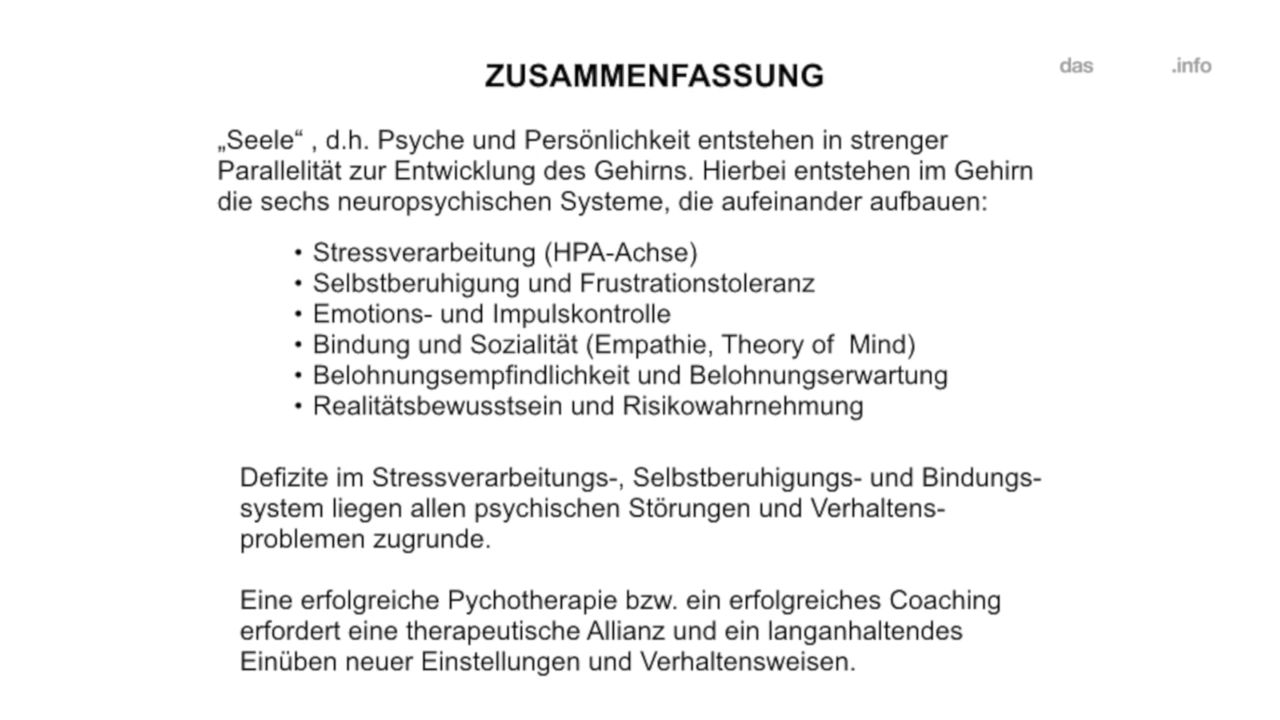 das .info
ZUSAMMENFASSUNG
„Seele“ , d.h. Psyche und Persönlichkeit entstehen in strenger
Parallelität zur Entwicklung des Gehirns. Hierbei entstehen im Gehirn
die sechs neuropsychischen Systeme, die aufeinander aufbauen:
• Stressverarbeitung (HPA-Achse)
• Selbstberuhigung und Frustrationstoleranz
• Emotions- und Impulskontrolle
• Bindung und Sozialität (Empathie, Theory of  Mind)
• Belohnungsempfindlichkeit und Belohnungserwartung
• Realitätsbewusstsein und Risikowahrnehmung
Defizite im Stressverarbeitungs-, Selbstberuhigungs- und Bindungs-
system liegen allen psychischen Störungen und Verhaltens-
problemen zugrunde.
Eine erfolgreiche Pychotherapie bzw. ein erfolgreiches Coaching
erfordert eine therapeutische Allianz und ein langanhaltendes
Einüben neuer Einstellungen und Verhaltensweisen.